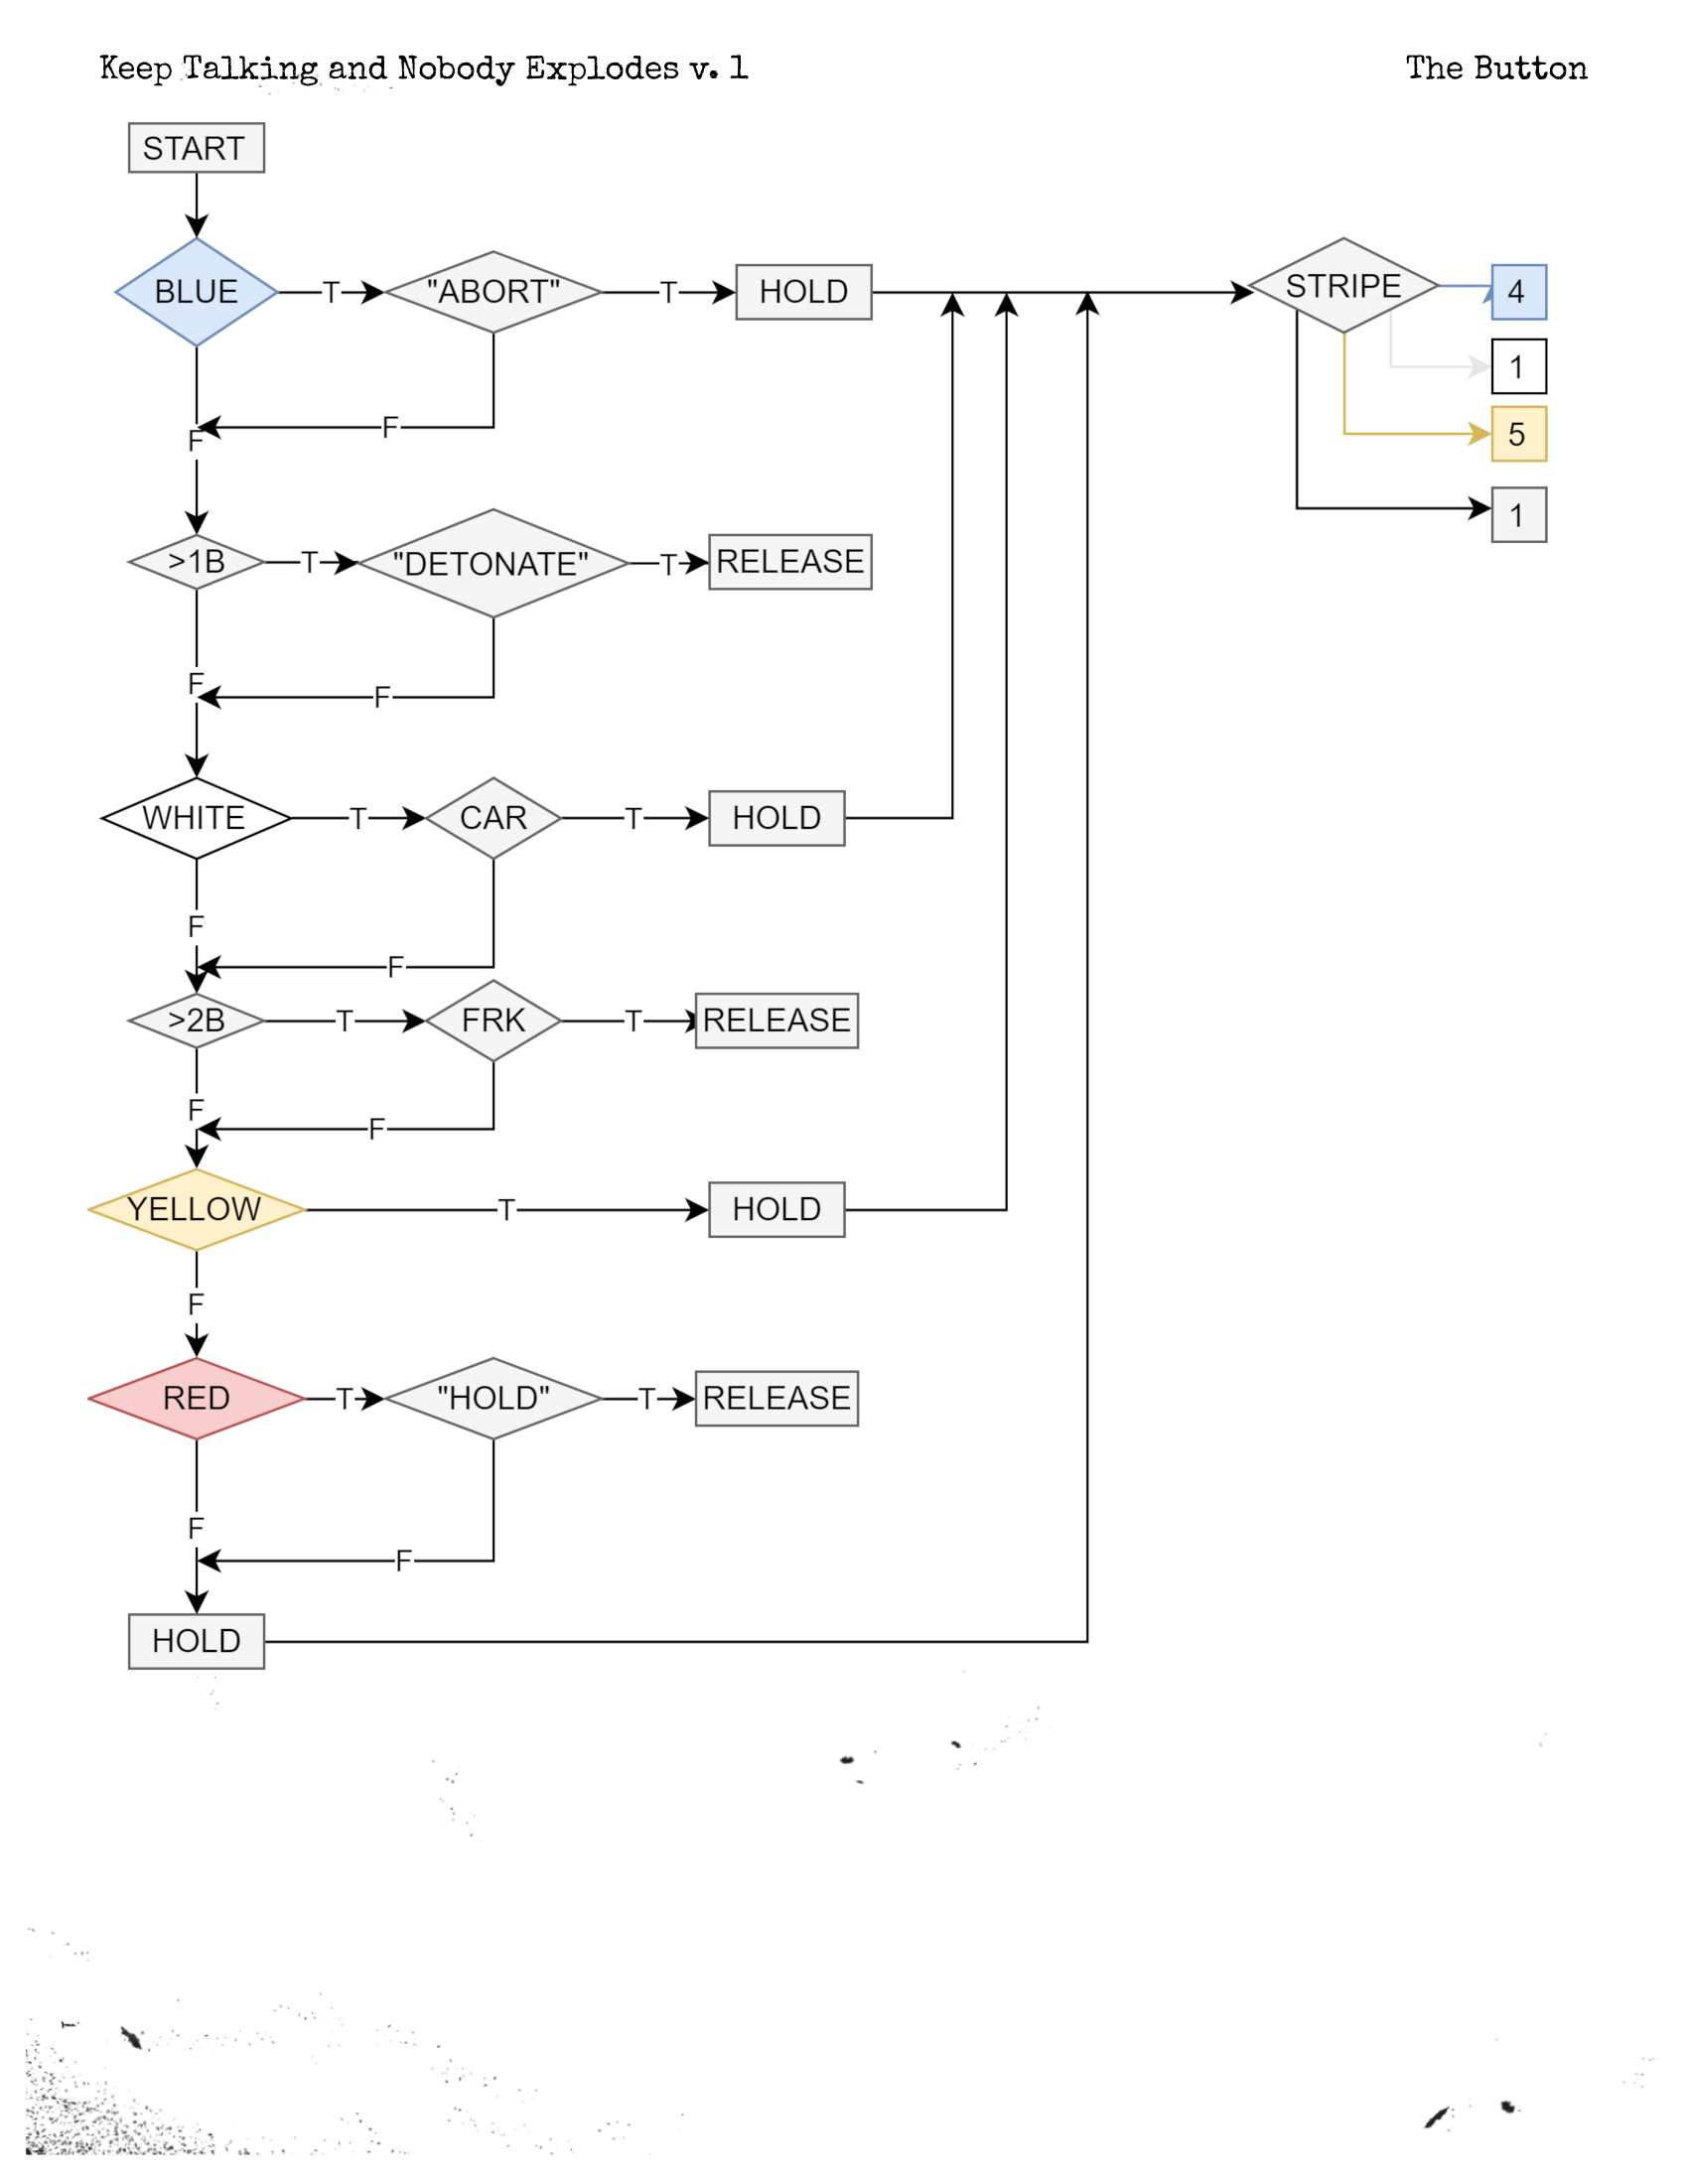 Keep Talking and Nobody Explodes v. 1
The Button
START
BLUE
T
"ABORT"
T
HOLD
STRIPE
4
1
5
1
F
F
>1B
T
"DETONATE"
T
RELEASE
F
F
WHITE
T
CAR
T
HOLD
F
F
>2B
T
FRK
T
RELEASE
F
F
YELLOW
T
HOLD
F
RED
T
"HOLD"
T
RELEASE
F
F
HOLD